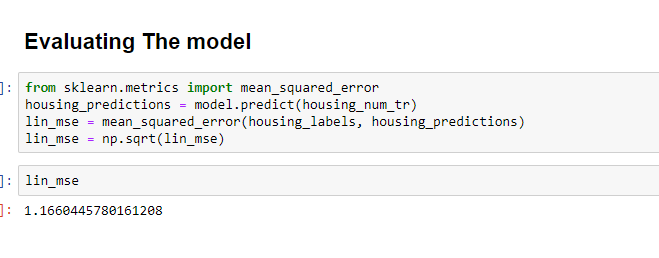 Evaluating The model
]: from sklearn.metrics import mean_squared_error
housing_predictions = model.predict(housing_num_tr)
lin_mse = mean_squared_error(housing_labels, housing_predictions)
lin_mse = np.sqrt(lin_mse)
]: lin_mse
]: 1.1660445780161208